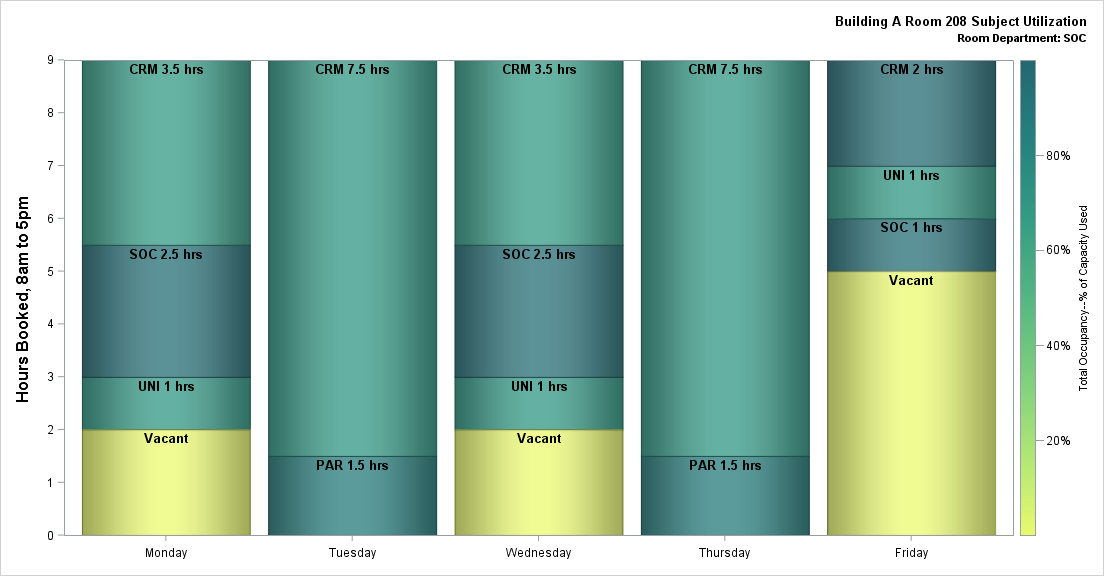 Building A Room 208 Subject Utilization
Room Department: SOC
Hours Booked, 8am to 5pm
9
8
7
6
5
4
3
2
1
0
CRM 3.5 hrs
SOC 2.5 hrs
UNI 1 hrs
Vacant
CRM 7.5 hrs
PAR 1.5 hrs
CRM 3.5 hrs
SOC 2.5 hrs
UNI 1 hrs
Vacant
CRM 7.5 hrs
PAR 1.5 hrs
CRM 2 hrs
UNI 1 hrs
SOC 1 hrs
Vacant
Monday
Tuesday
Wednesday
Thursday
Friday
80%
60%
40%
20%
Total Occupancy--% of Capacity Used